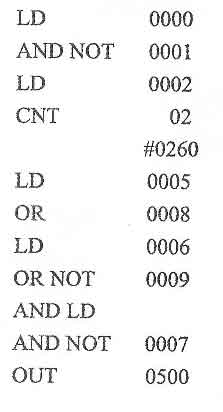 LD 0000
AND NOT 0001
LD 0002
CNT 02
#0260
LD 0005
OR 0008
LD 0006
OR NOT 0009
AND LD
AND NOT 0007
OUT 0500